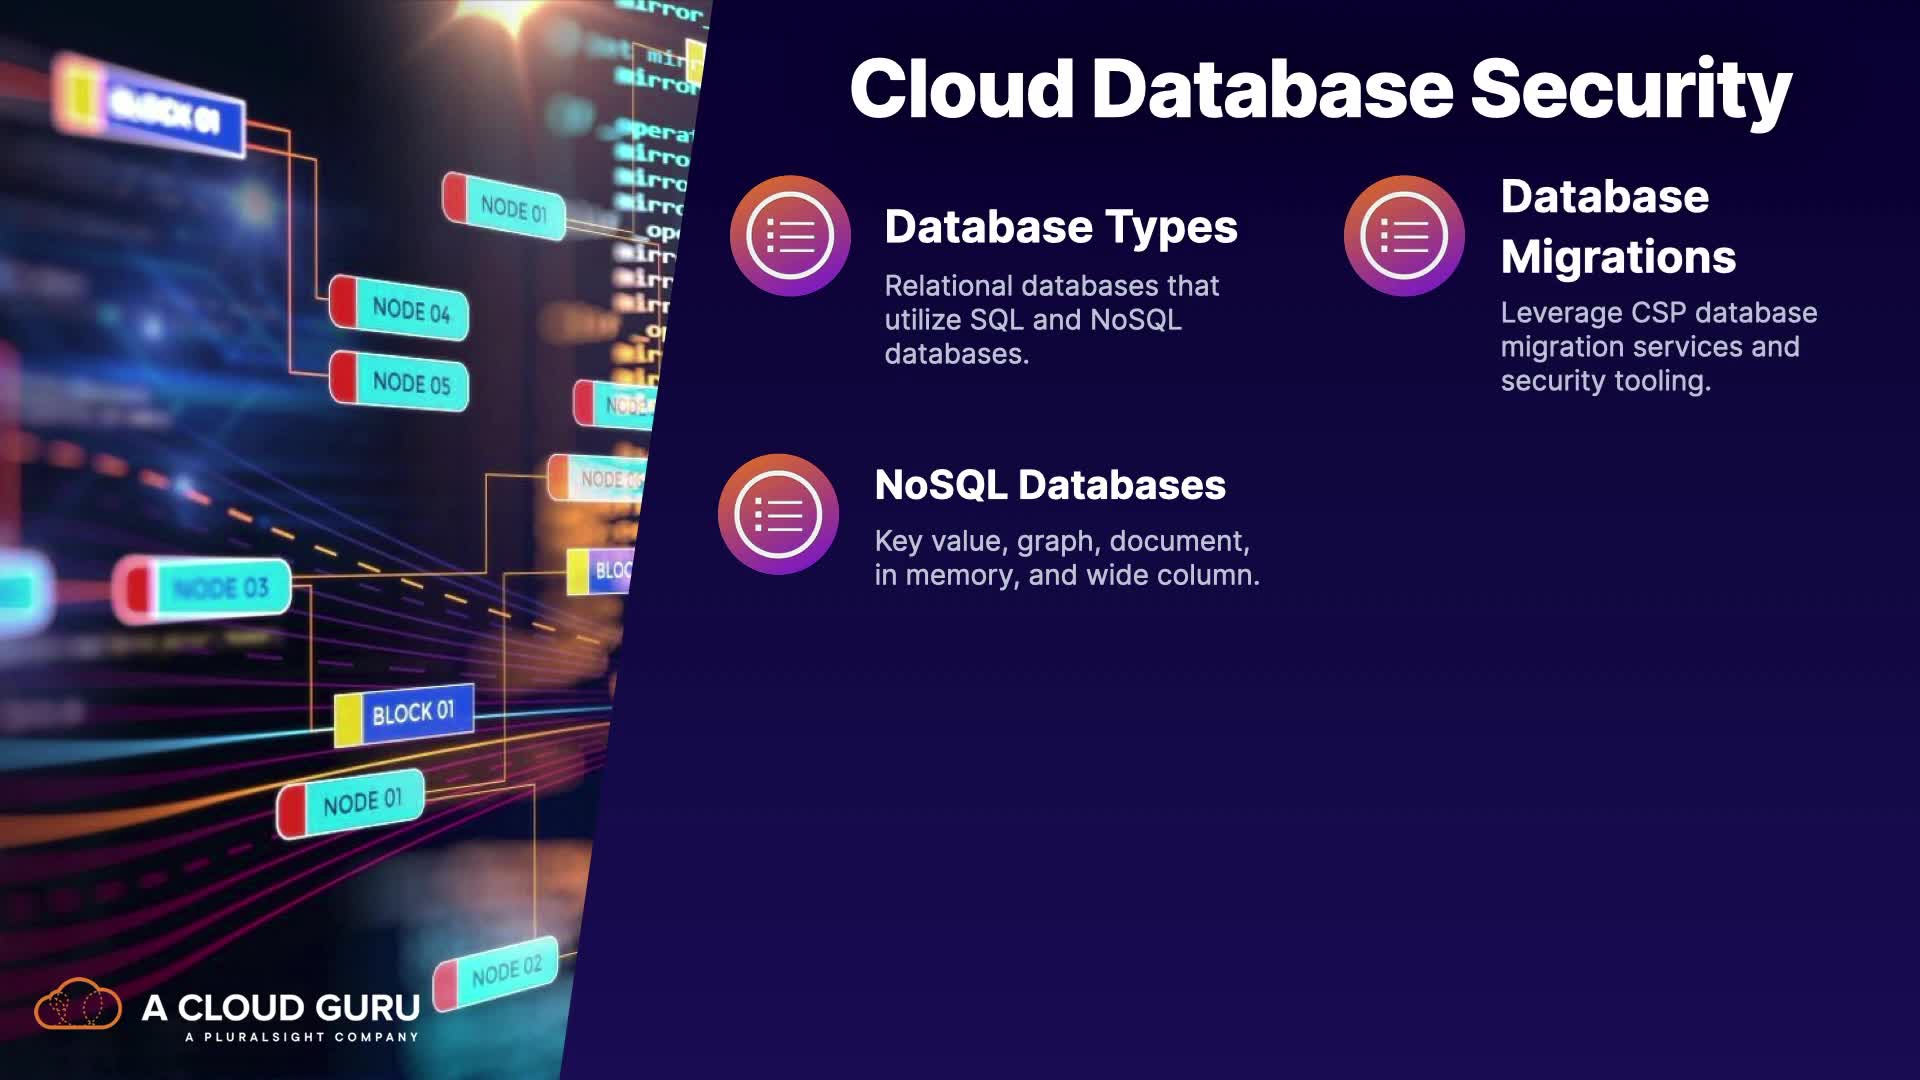 Cloud Database Security
Database Types
Relational databases that
utilize SQL and NoSQL
databases.
Database
Migrations
Leverage CSP database
migration services and
security tooling.
NoSQL Databases
Key value, graph, document,
in memory, and wide column.
BLOCK 01
NODE 01
NODE 04
NODE 05
NODE 03
BLOCK 01
NODE 01
NODE 02
A CLOUD GURU
A PLURALSIGHT COMPANY